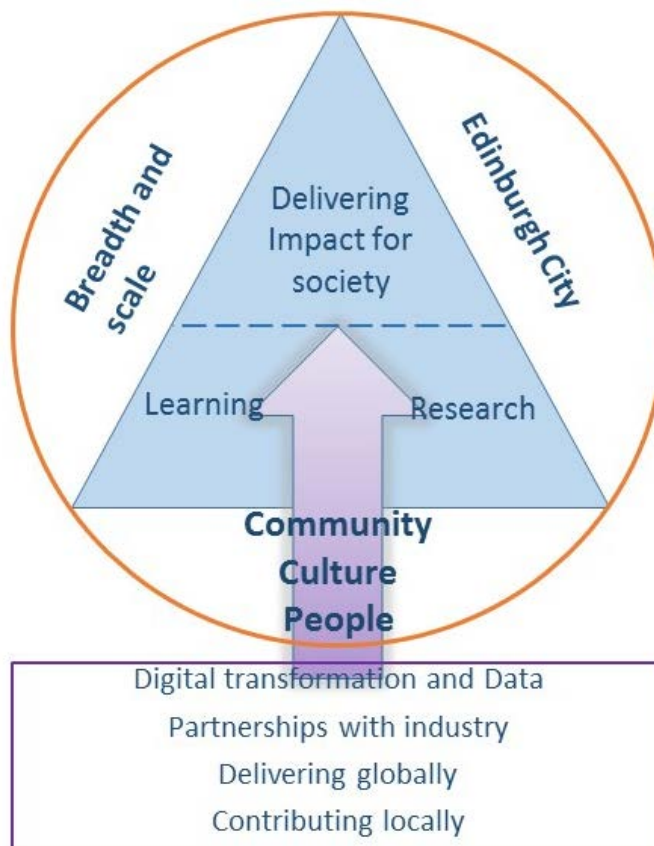 Breadth and
scale
Edinburgh City
Delivering
Impact for
society
Learning
Research
Community
Culture
People
Digital transformation and Data
Partnerships with industry
Delivering globally
Contributing locally